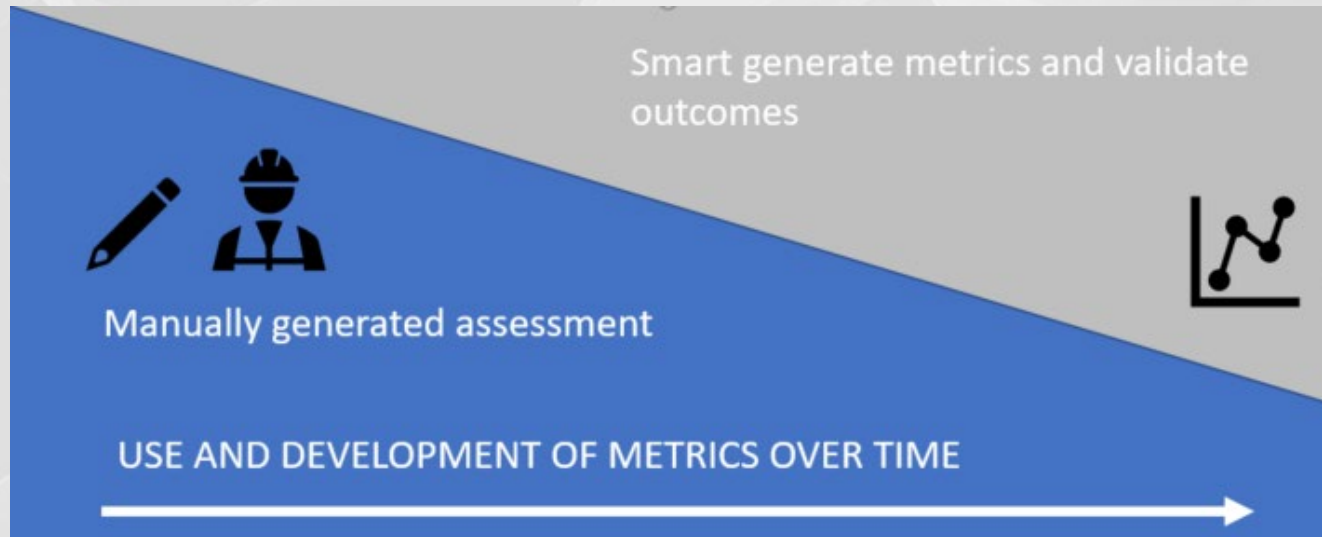 Smart generate metrics and validate
outcomes
Manually generated assessment
USE AND DEVELOPMENT OF METRICS OVER TIME